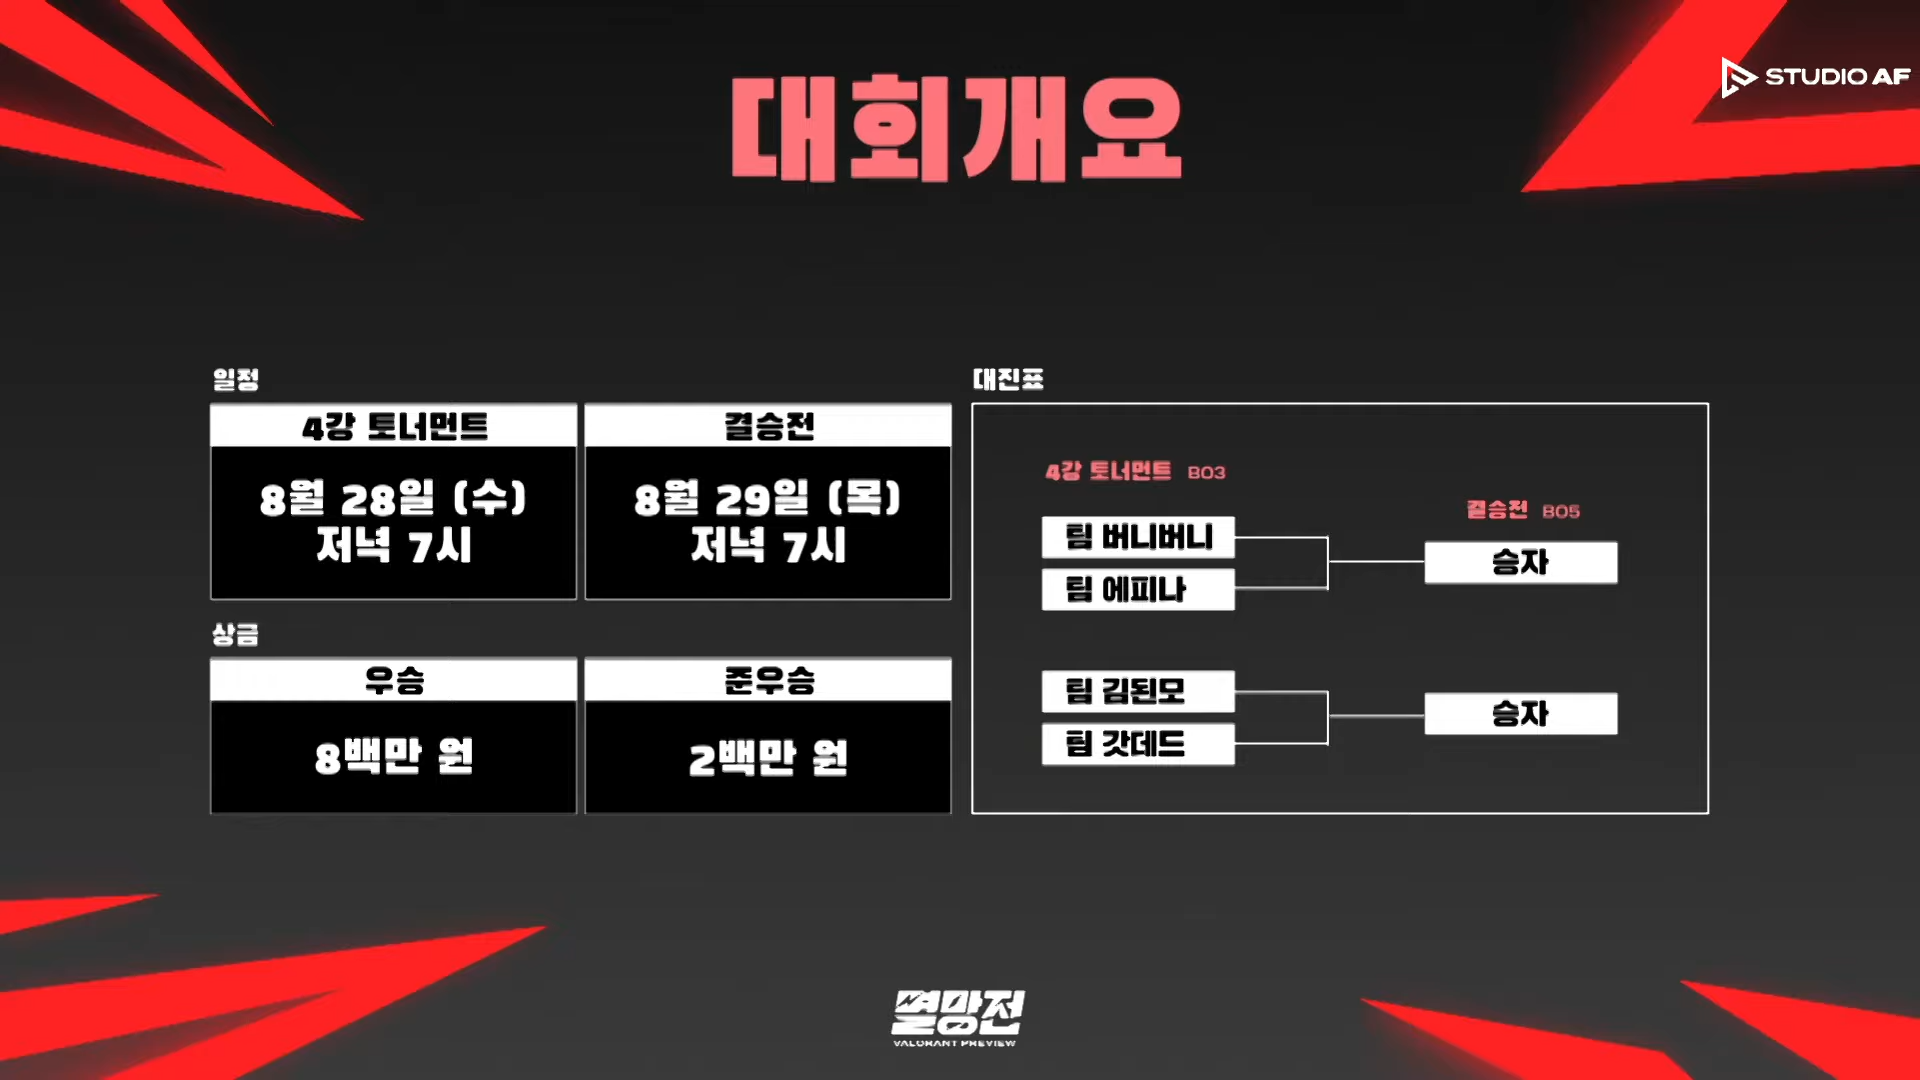 대회개요
STUDIO AF
일정
4강 토너먼트
8월 28일 (수)
저녁 7시
결승전
8월 29일 (목)
저녁 7시
상금
우승
8백만 원
준우승
2백만 원
대진표
4강 토너먼트 BO3
팀 버니버니
팀 에피나
팀 김된모
팀 갓데드
결승전 BO5
승자
승자
멸망전
VALORANT PREVIEW